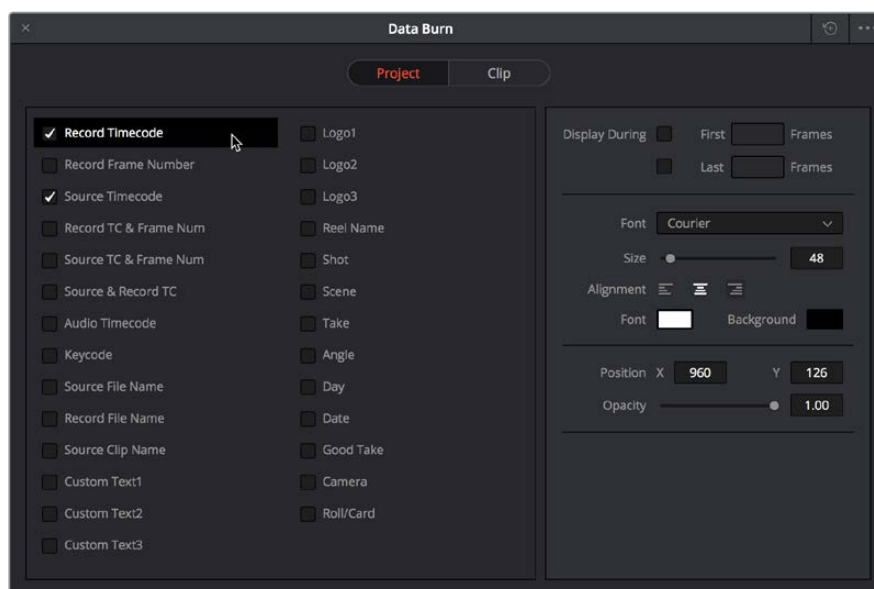 Data Burn
Project Clip
Record Timecode
Record Frame Number
Source Timecode
Record TC & Frame Num
Source TC & Frame Num
Source & Record TC
Audio Timecode
Keycode
Source File Name
Record File Name
Source Clip Name
Custom Text1
Custom Text2
Custom Text3
Logo1
Logo2
Logo3
Reel Name
Shot
Scene
Take
Angle
Day
Date
Good Take
Camera
Roll/Card
Display During First Frames
Last Frames
Font Courier
Size 48
Alignment
Font Background
Position X 960 Y 126
Opacity 1.00